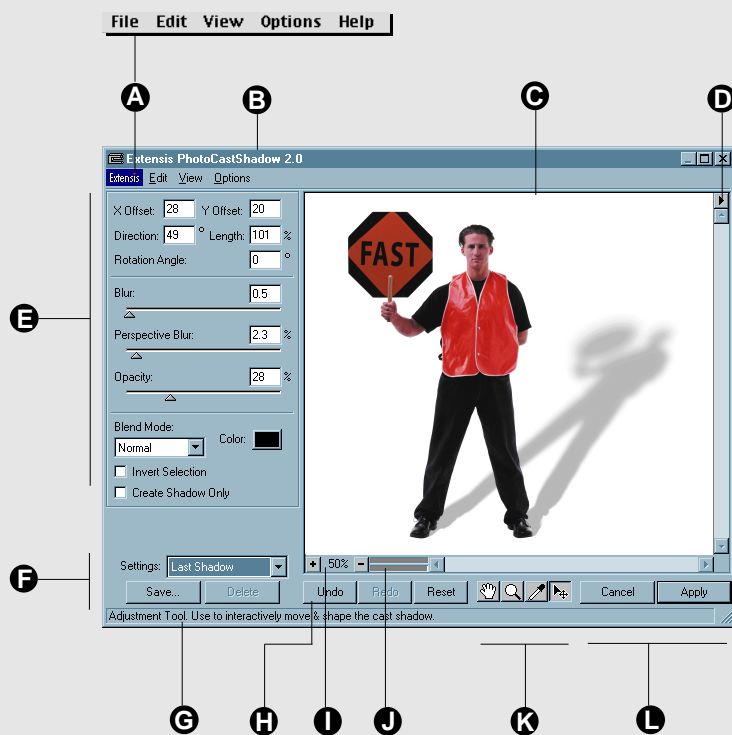 File Edit View Options Help
A
B
C
D
Extensis PhotoCastShadow 2.0
Extensis Edit View Options
X Offset: 28 Y Offset: 20
Direction: 49 ° Length: 101 %
Rotation Angle: 0 °
FAST
E
Blur: 0.5
Perspective Blur: 2.3 %
Opacity: 28 %
Blend Mode:
Normal Color:
Invert Selection
Create Shadow Only
F
Settings: Last Shadow
+ 50% -
Save... Delete Undo Redo Reset Cancel Apply
Adjustment Tool. Use to interactively move & shape the cast shadow.
G
H
I
J
K
L